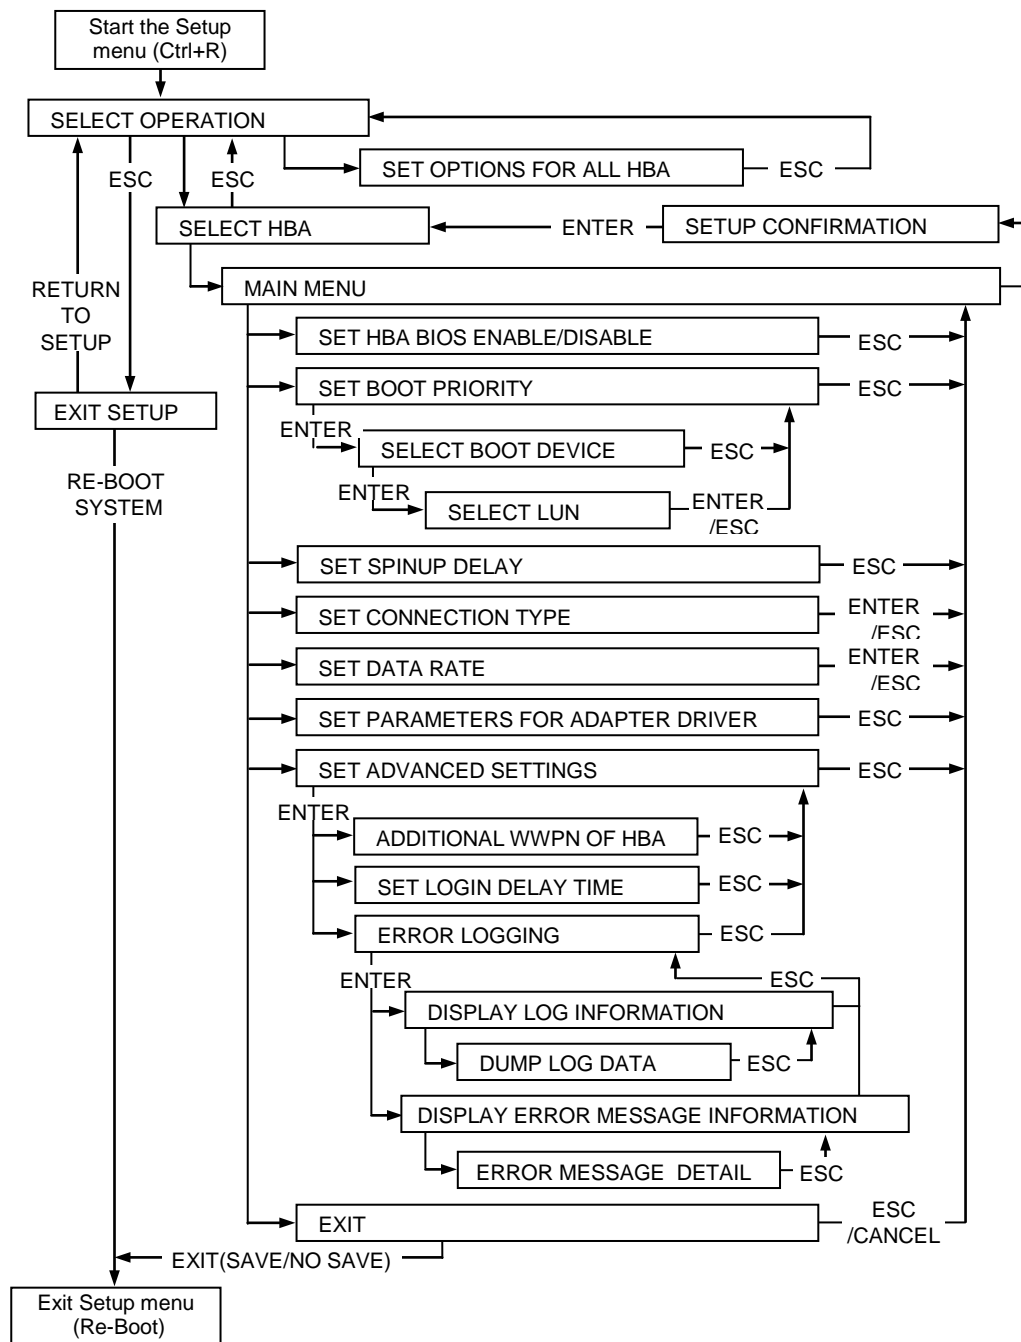 Start the Setup
menu (Ctrl+R)
SELECT OPERATION
ESC
ESC
SET OPTIONS FOR ALL HBA
ESC
SELECT HBA
ENTER
SETUP CONFIRMATION
MAIN MENU
RETURN
TO
SETUP
SET HBA BIOS ENABLE/DISABLE
ESC
SET BOOT PRIORITY
ESC
EXIT SETUP
ENTER
SELECT BOOT DEVICE
ESC
RE-BOOT
SYSTEM
ENTER
SELECT LUN
ENTER
/ESC
SET SPINUP DELAY
ESC
SET CONNECTION TYPE
ENTER
/ESC
SET DATA RATE
ENTER
/ESC
SET PARAMETERS FOR ADAPTER DRIVER
ESC
SET ADVANCED SETTINGS
ESC
ENTER
ADDITIONAL WWPN OF HBA
ESC
SET LOGIN DELAY TIME
ESC
ERROR LOGGING
ESC
ENTER
ESC
DISPLAY LOG INFORMATION
DUMP LOG DATA
ESC
DISPLAY ERROR MESSAGE INFORMATION
ERROR MESSAGE  DETAIL
ESC
EXIT
ESC
/CANCEL
EXIT(SAVE/NO SAVE)
Exit Setup menu
(Re-Boot)